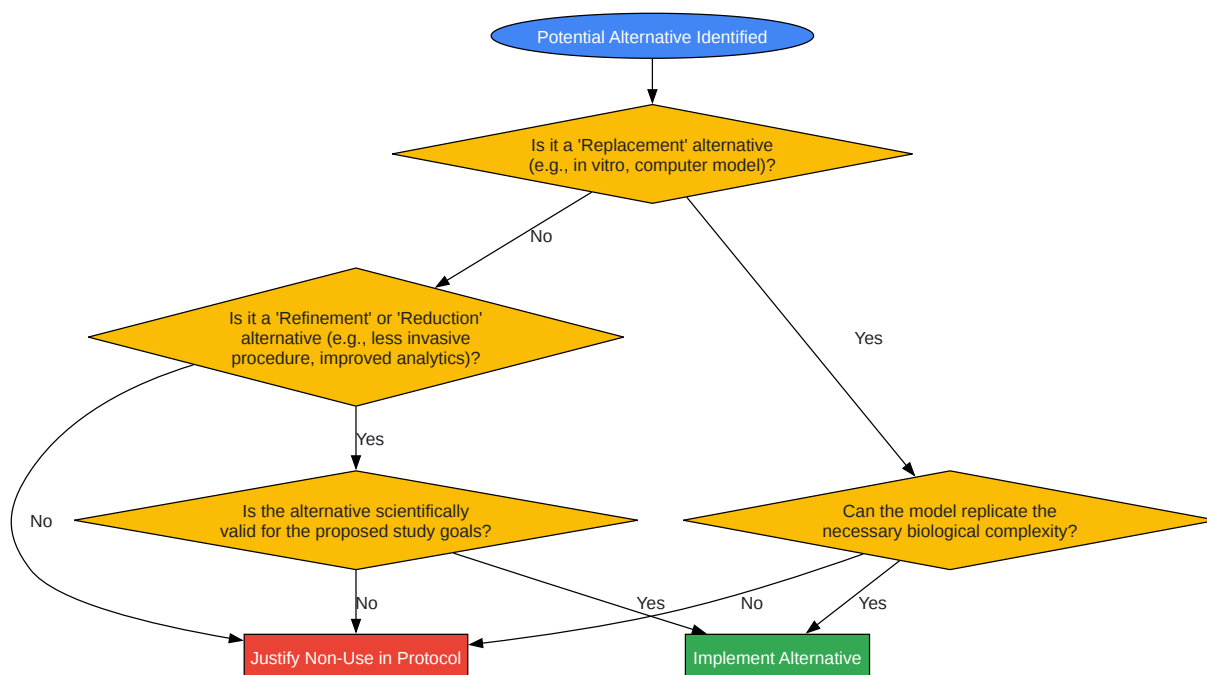 Potential Alternative Identified
Is it a 'Replacement' alternative
(e.g., in vitro, computer model)?
No
Yes
Is it a 'Refinement' or 'Reduction'
alternative (e.g., less invasive
procedure, improved analytics)?
Yes
No
Is the alternative scientifically
valid for the proposed study goals?
Can the model replicate the
necessary biological complexity?
No
Yes
No
Yes
Justify Non-Use in Protocol
Implement Alternative